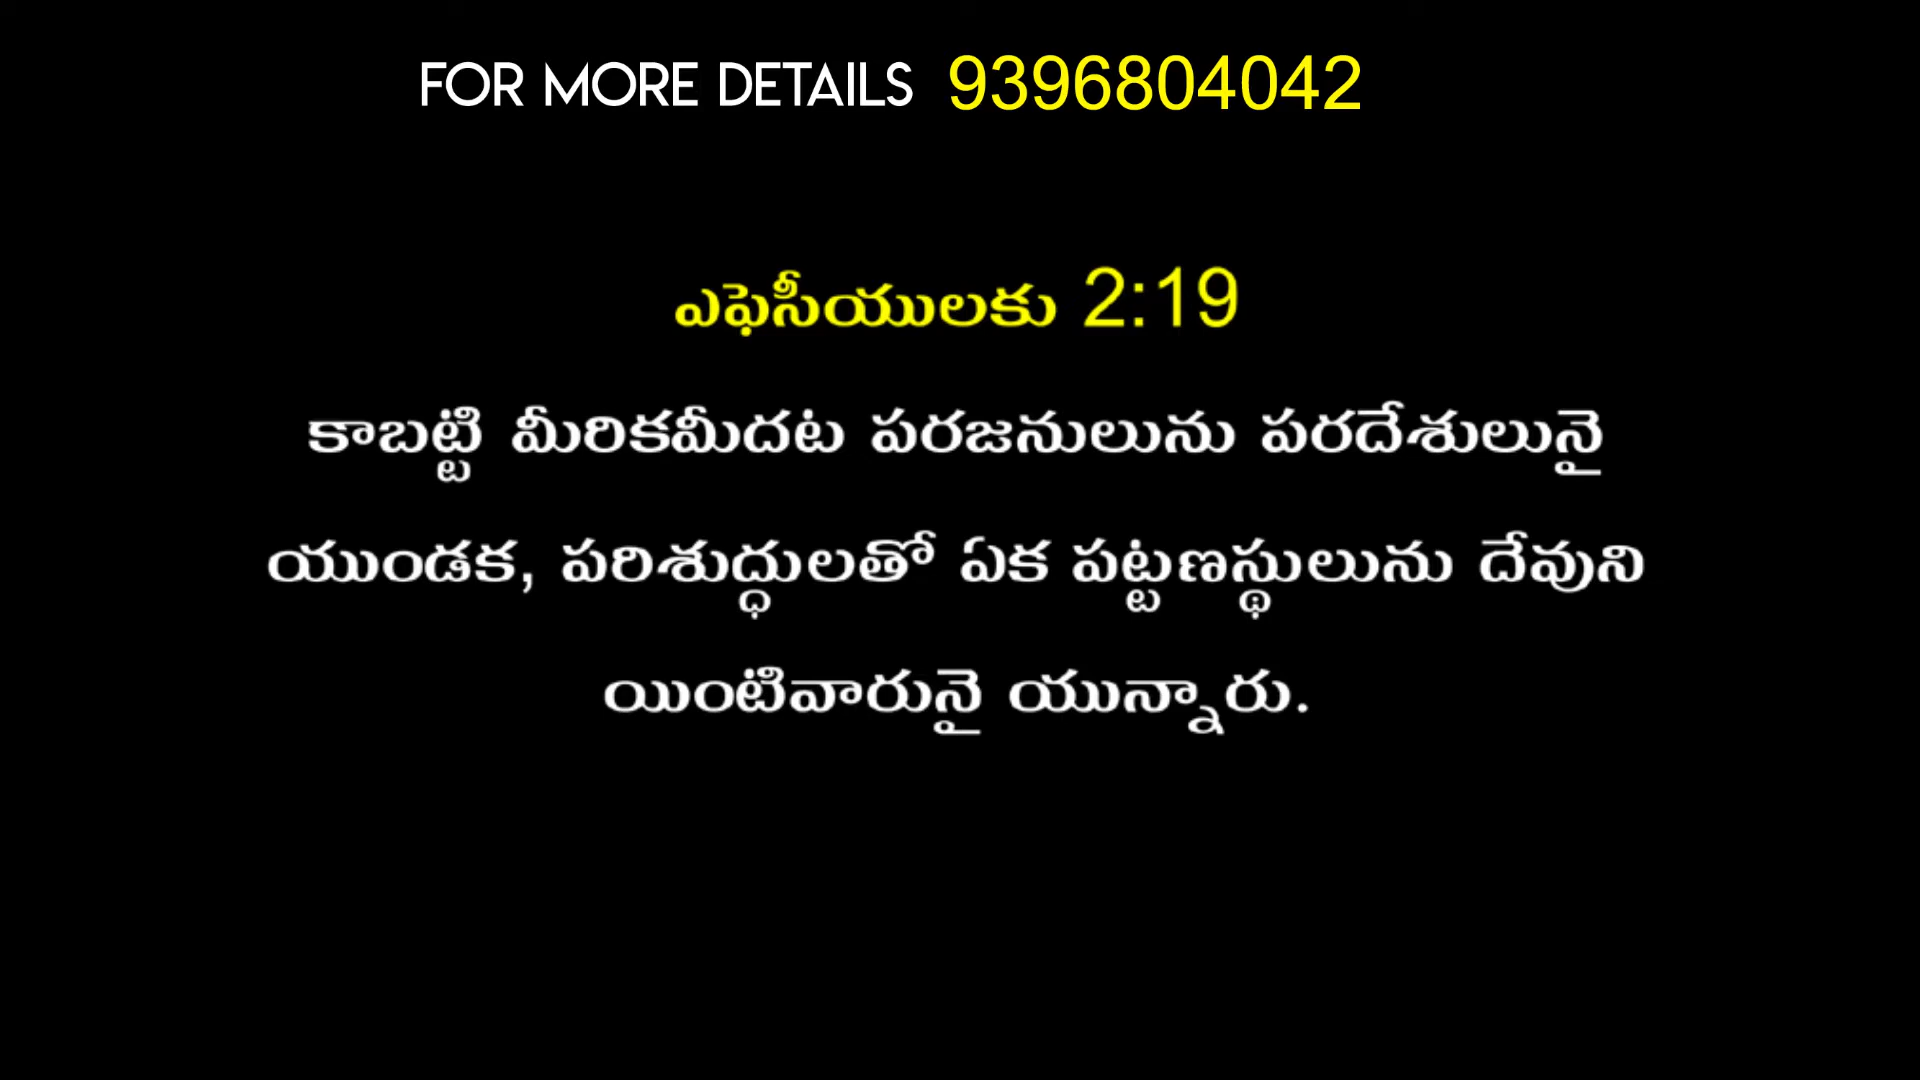 FOR MORE DETAILS 9396804042
ఎఫెసీయులకు 2:19
కాబట్టి మీరికమీదట పరజనులును పరదేశులునై
యుండక, పరిశుద్ధులతో ఏక పట్టణస్థులును దేవుని
యింటివారునై యున్నారు.